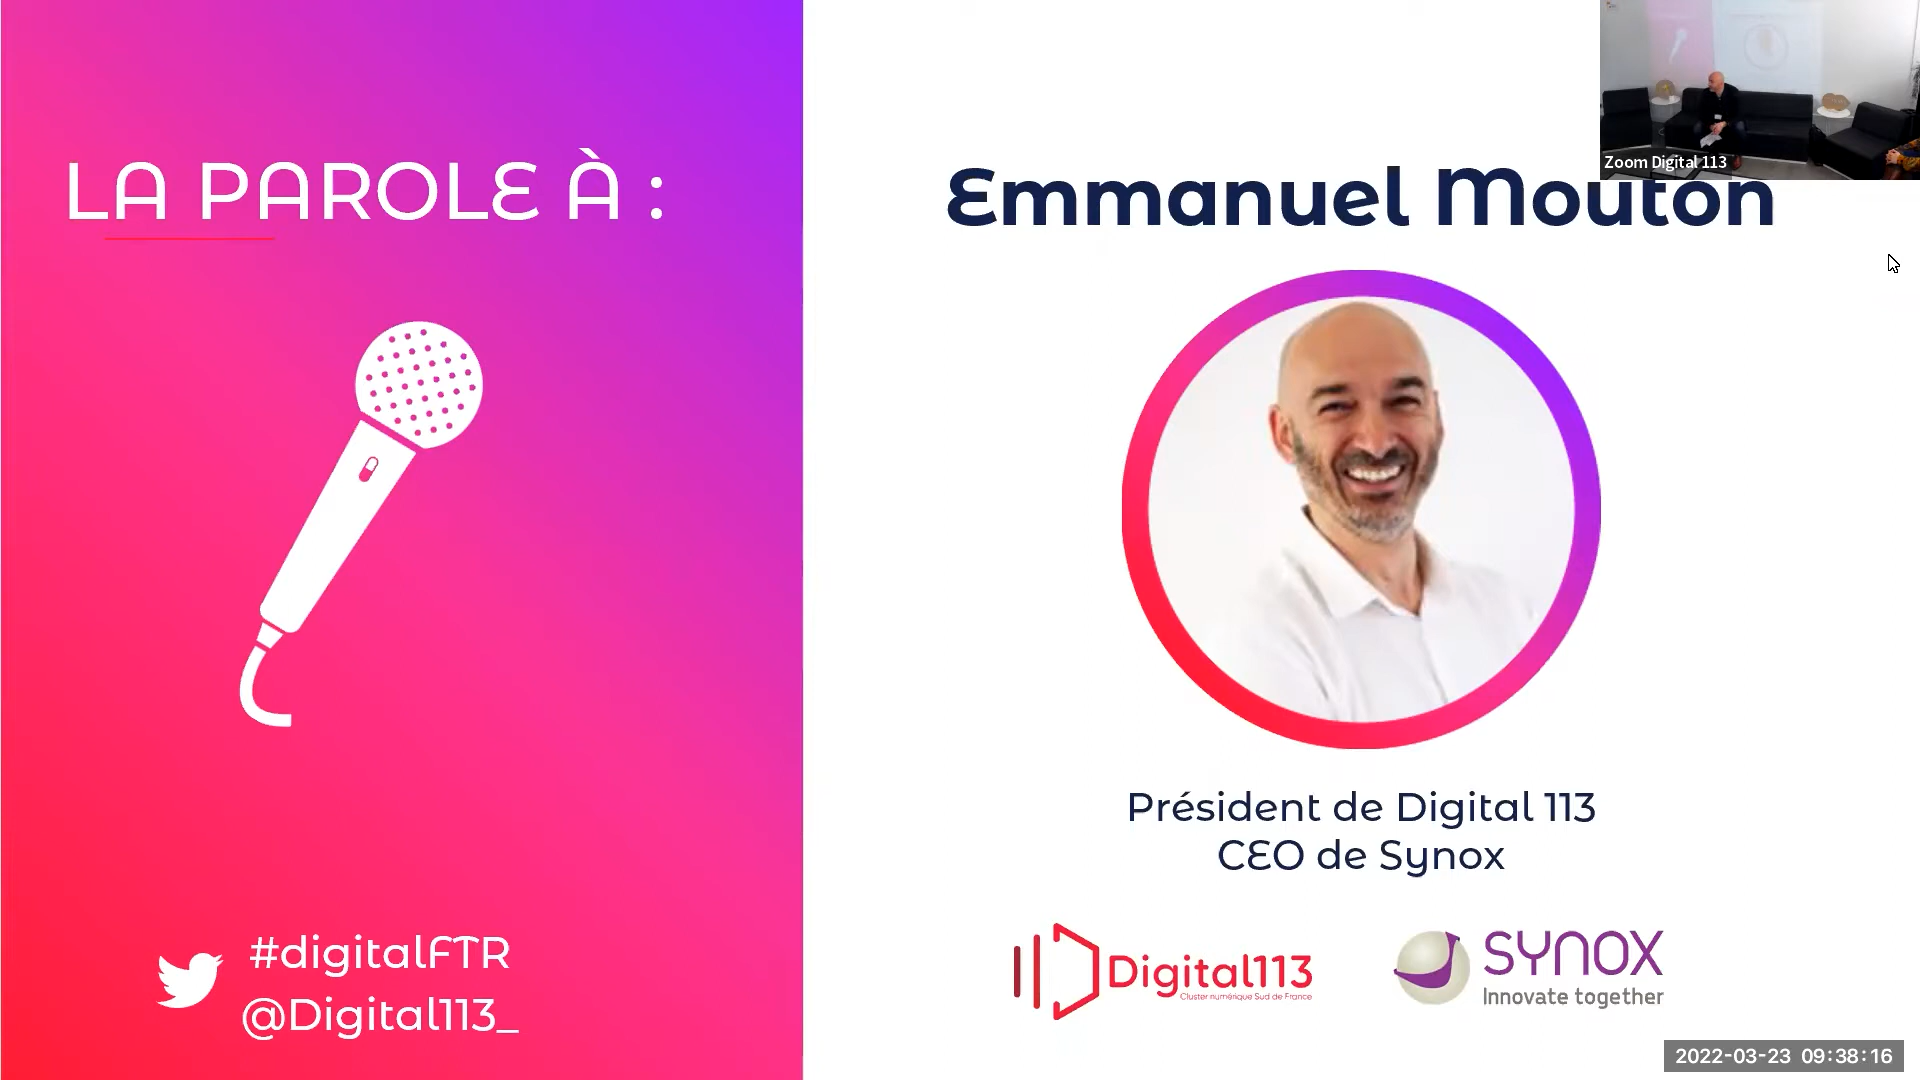 LA PAROLE À :
#digitalFTR
@Digital113_
Emmanuel Mouton
Président de Digital 113
CEO de Synox
Digital113
Cluster numérique Sud de France
SYNOX
Innovate together
Zoom Digital 113
2022-03-23 09:38:16